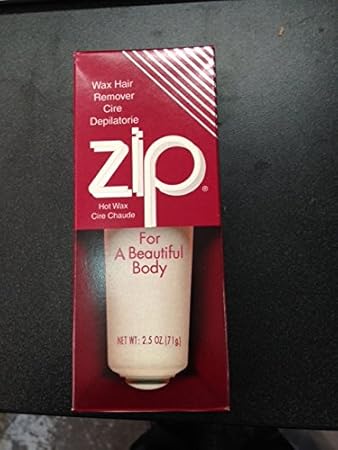 Wax Hair
Remover
Cire
Depilatorie
zip®
Hot Wax
Cire Chaude
For
A Beautiful
Body
NET WT: 2.5 OZ. (71g)